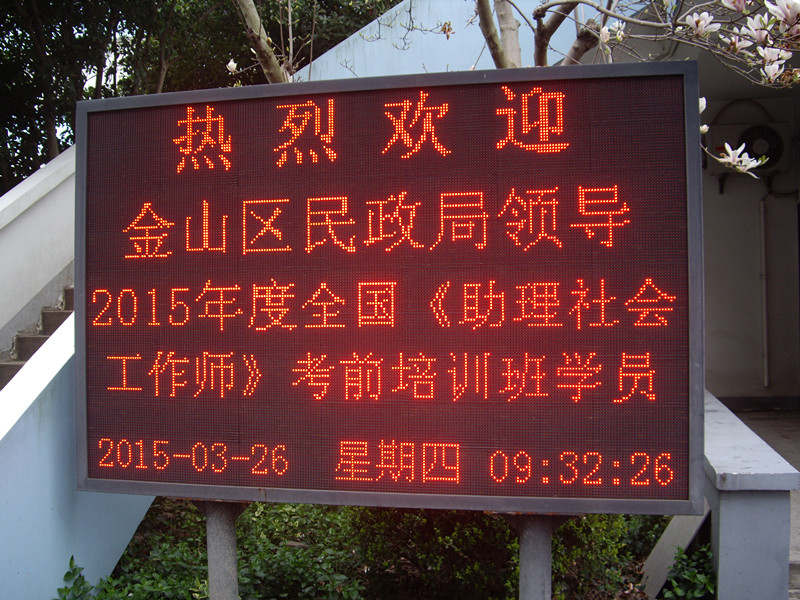 热烈欢迎
金山区民政局领导
2015年度全国《助理社会
工作师》考前培训班学员
2015-03-26 星期四 09:32:26